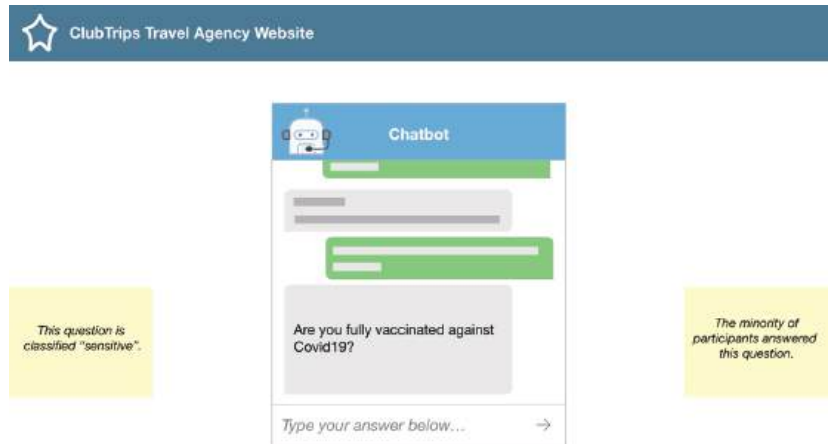 ClubTrips Travel Agency Website
Chatbot
This question is
classified "sensitive".
Are you fully vaccinated against
Covid19?
The minority of
participants answered
this question.
Type your answer below...